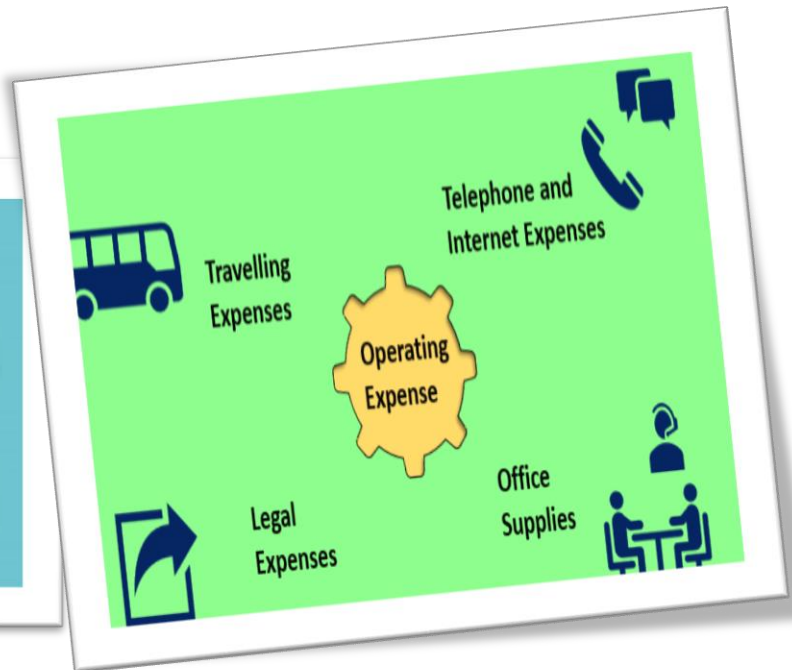 Telephone and
Internet Expenses
Travelling
Expenses
Operating
Expense
Office
Supplies
Legal
Expenses